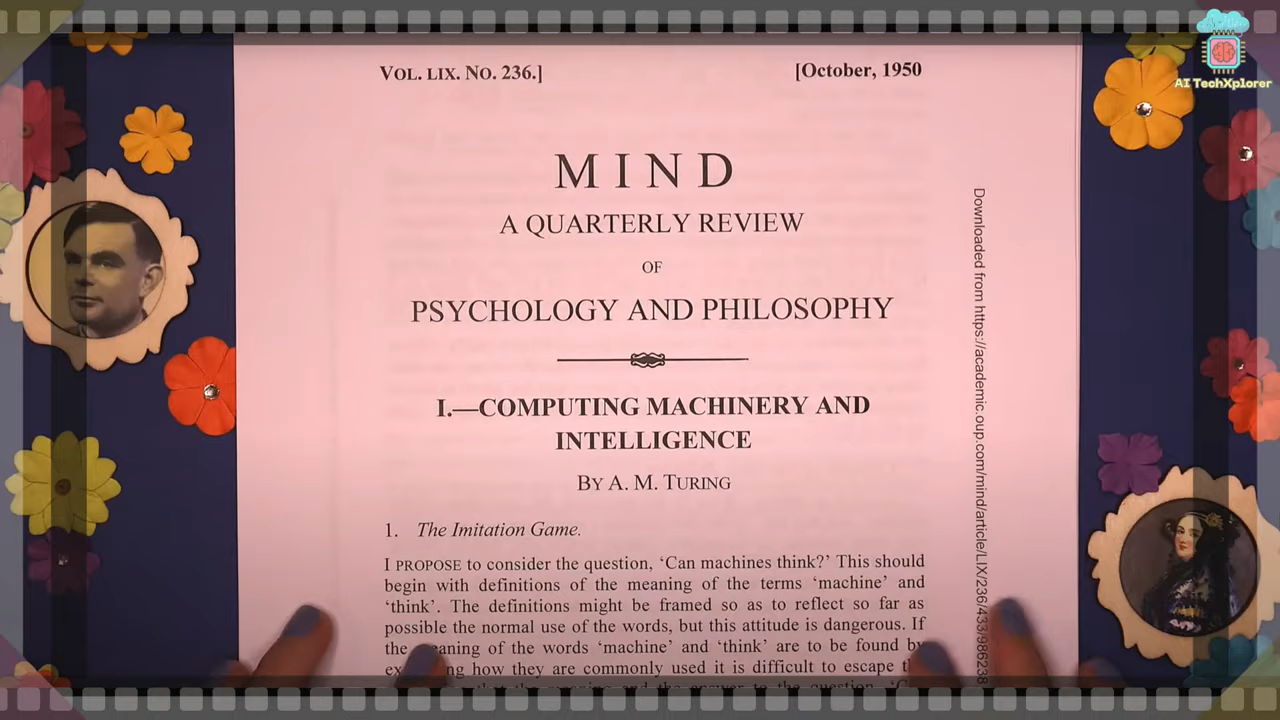 VOL. LIX. NO. 236.]
[October, 1950
AI TechXplorer
MIND
A QUARTERLY REVIEW
OF
PSYCHOLOGY AND PHILOSOPHY
I.—COMPUTING MACHINERY AND
INTELLIGENCE
BY A. M. TURING
1. The Imitation Game.
I PROPOSE to consider the question, ‘Can machines think?’ This should
begin with definitions of the meaning of the terms ‘machine’ and
‘think’. The definitions might be framed so as to reflect so far as
possible the normal use of the words, but this attitude is dangerous. If
the meaning of the words ‘machine’ and ‘think’ are to be found by
how they are commonly used it is difficult to escape
Downloaded from https://academic.oup.com/mind/article/LIX/236/433/986238